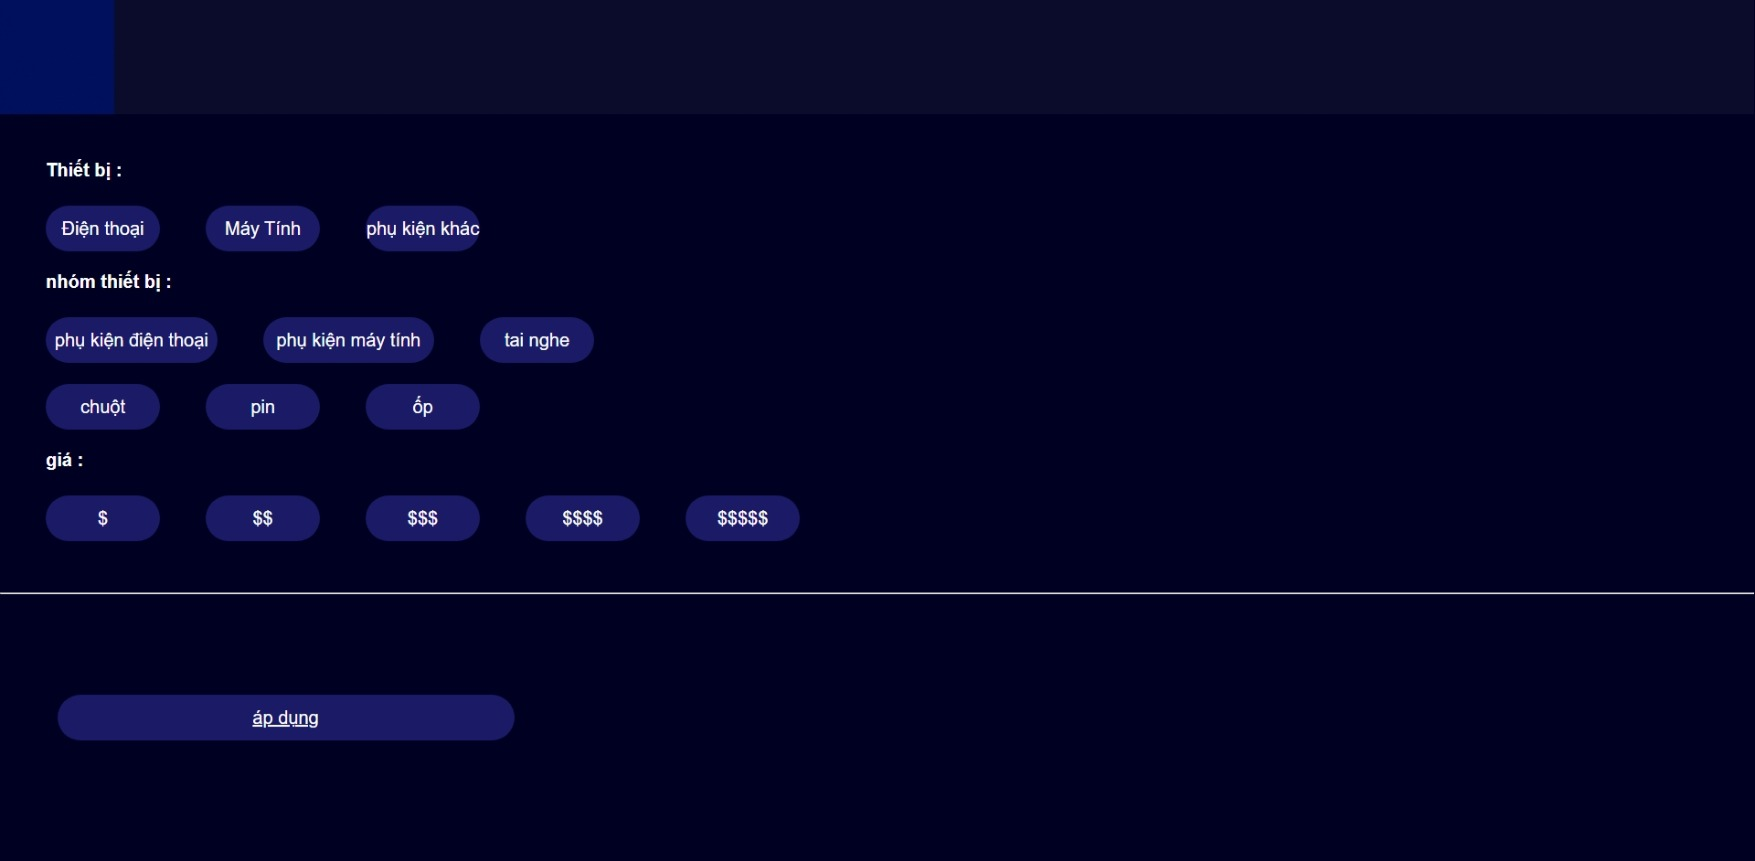 Thiết bị :
Điện thoại Máy Tính phụ kiện khác
nhóm thiết bị :
phụ kiện điện thoại phụ kiện máy tính tai nghe
chuột pin ốp
giá :
$ $$ $$$ $$$$ $$$$$
áp dụng